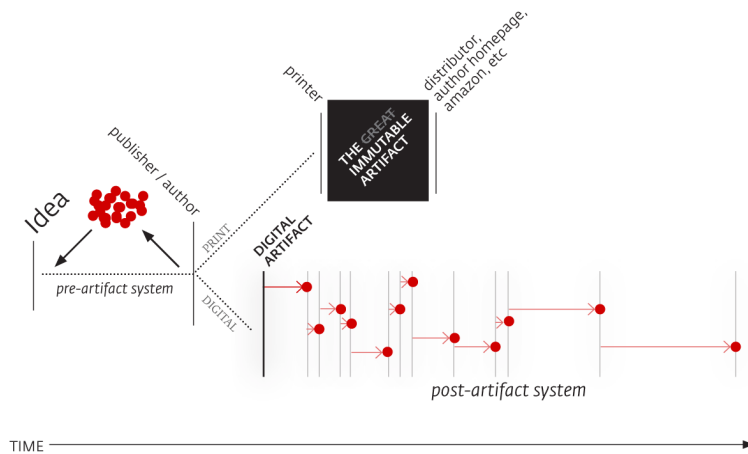 Idea
pre-artifact system
publisher / author
PRINT
DIGITAL
printer
THE GREAT
IMMUTABLE
ARTIFACT
distributor,
author homepage,
amazon, etc
DIGITAL
ARTIFACT
post-artifact system
TIME